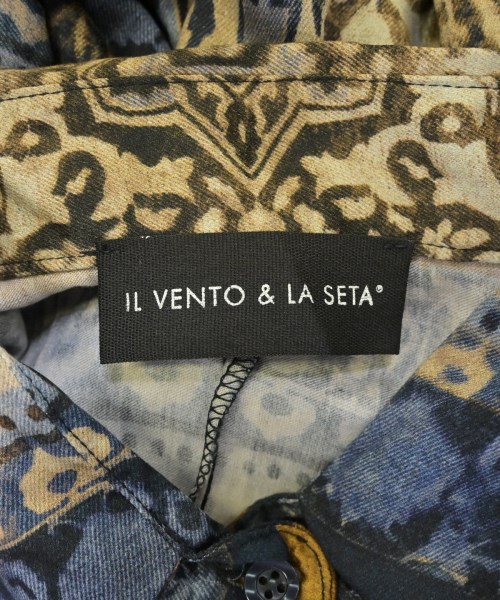 IL VENTO & LA SETA®